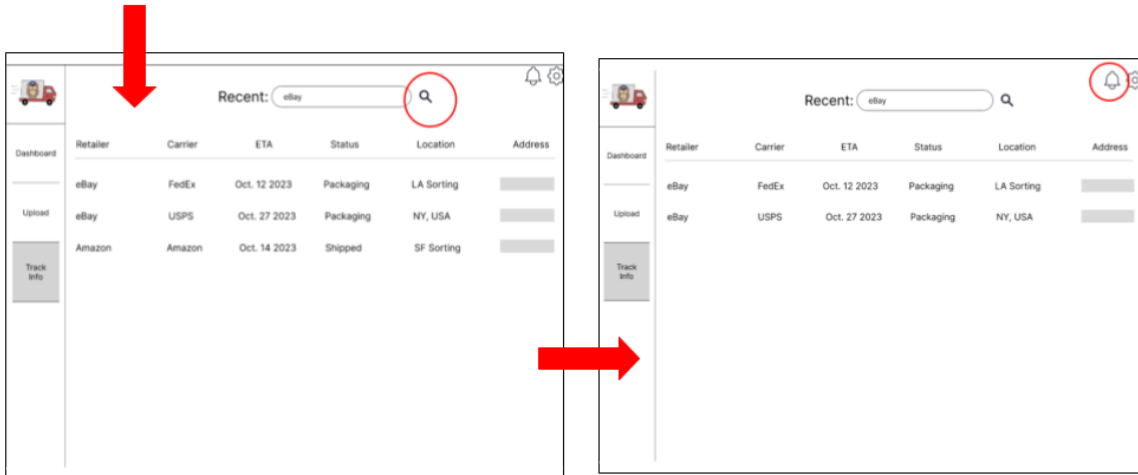 Recent: eBay
Dashboard
Retailer Carrier ETA Status Location Address
eBay FedEx Oct. 12 2023 Packaging LA Sorting
Upload
eBay USPS Oct. 27 2023 Packaging NY, USA
Amazon Amazon Oct. 14 2023 Shipped SF Sorting
Track
Info
Recent: eBay
Dashboard
Retailer Carrier ETA Status Location Address
eBay FedEx Oct. 12 2023 Packaging LA Sorting
Upload
eBay USPS Oct. 27 2023 Packaging NY, USA
Track
Info